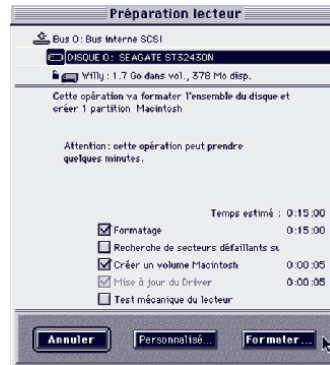 Préparation lecteur
Bus 0: Bus interne SCSI
DISQUE 0: SEAGATE ST32430N
Willy : 1.7 Go dans vol., 378 Mo disp.
Cette opération va formater l'ensemble du disque et
créer 1 partition Macintosh
Attention: cette opération peut prendre
quelques minutes.
Temps estimé : 0:15:00
Formatage 0:15:00
Recherche de secteurs défaillants su
Créer un volume Macintosh 0:00:05
Mise à jour du Driver 0:00:05
Test mécanique du lecteur
Annuler Personnalisé... Formater...